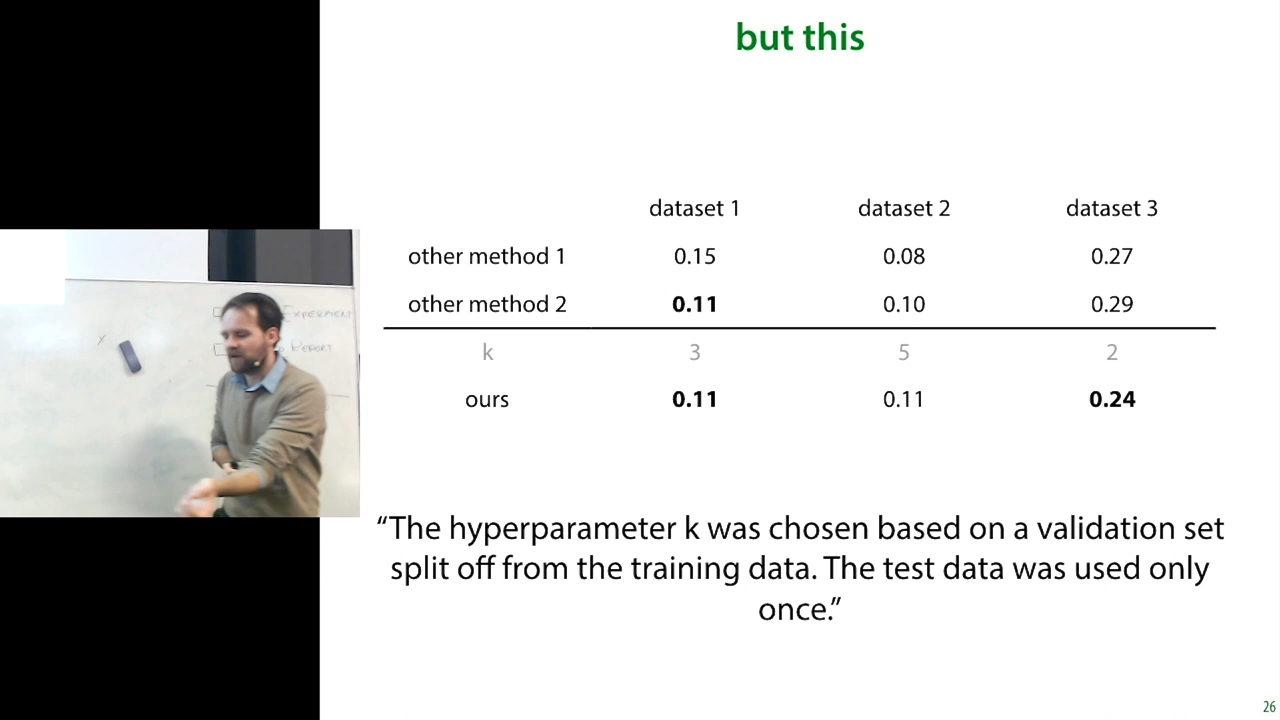 but this
dataset 1 dataset 2 dataset 3
other method 1 0.15 0.08 0.27
other method 2 0.11 0.10 0.29
k 3 5 2
ours 0.11 0.11 0.24
“The hyperparameter k was chosen based on a validation set
split off from the training data. The test data was used only
once.”
26
X
EXPERIMENT
REPORT